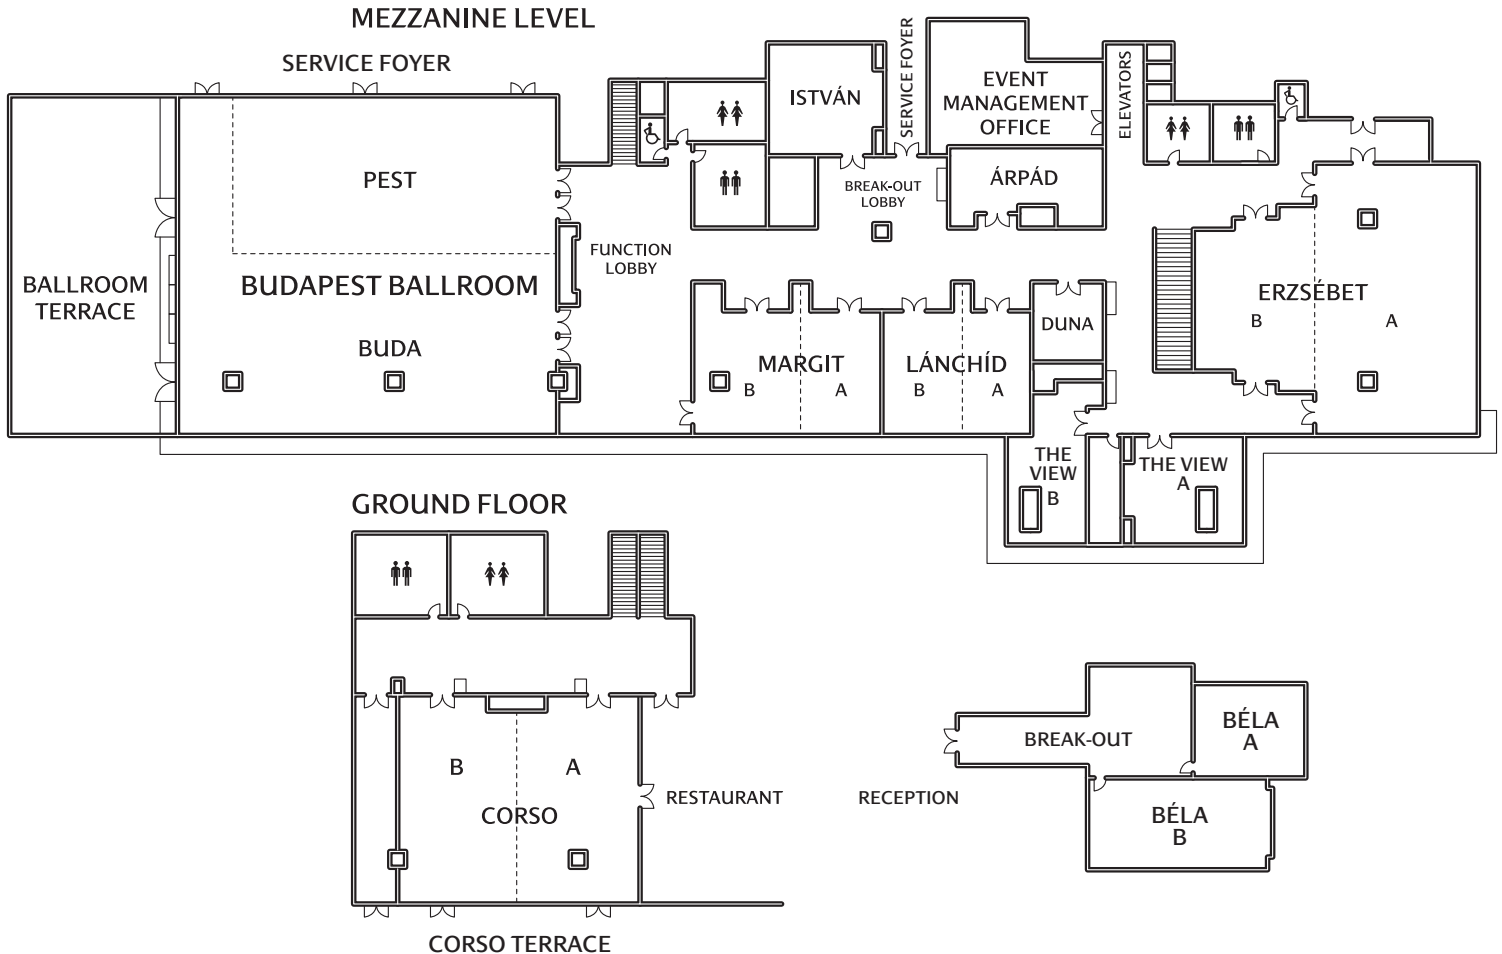 MEZZANINE LEVEL
SERVICE FOYER
SERVICE FOYER
ELEVATORS
ISTVÁN
EVENT
MANAGEMENT
OFFICE
PEST
BREAK-OUT
LOBBY
ÁRPÁD
FUNCTION
LOBBY
BALLROOM
TERRACE
BUDAPEST BALLROOM
BUDA
ERZSÉBET
B
A
DUNA
MARGIT
B
A
LÁNCHÍD
B
A
THE
VIEW
B
THE VIEW
A
GROUND FLOOR
B
A
CORSO
RESTAURANT
RECEPTION
BREAK-OUT
BÉLA
A
BÉLA
B
CORSO TERRACE